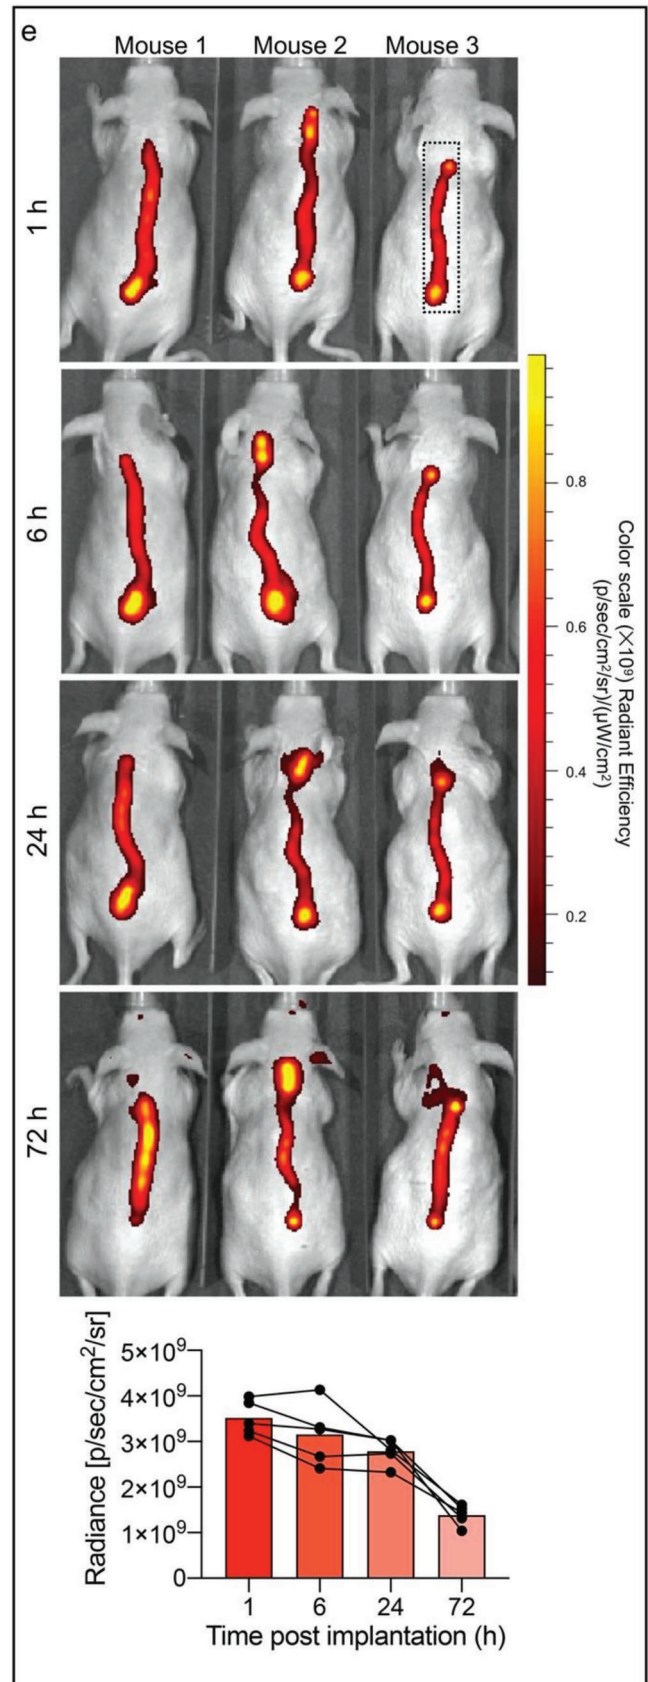 e
Mouse 1 Mouse 2 Mouse 3
1 h
6 h
24 h
72 h
0.8
0.6
0.4
0.2
Color scale (×10⁹) Radiant Efficiency
(p/sec/cm²/sr)/(µW/cm²)
Radiance [p/sec/cm²/sr]
5×10⁹
4×10⁹
3×10⁹
2×10⁹
1×10⁹
0
1 6 24 72
Time post implantation (h)